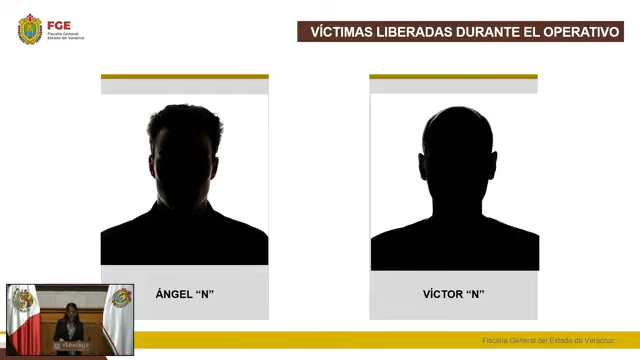 FGE
Fiscalía General
Estado de Veracruz
VÍCTIMAS LIBERADAS DURANTE EL OPERATIVO
ÁNGEL “N”
VÍCTOR “N”
VERACRUZ
Fiscalía General del Estado de Veracruz